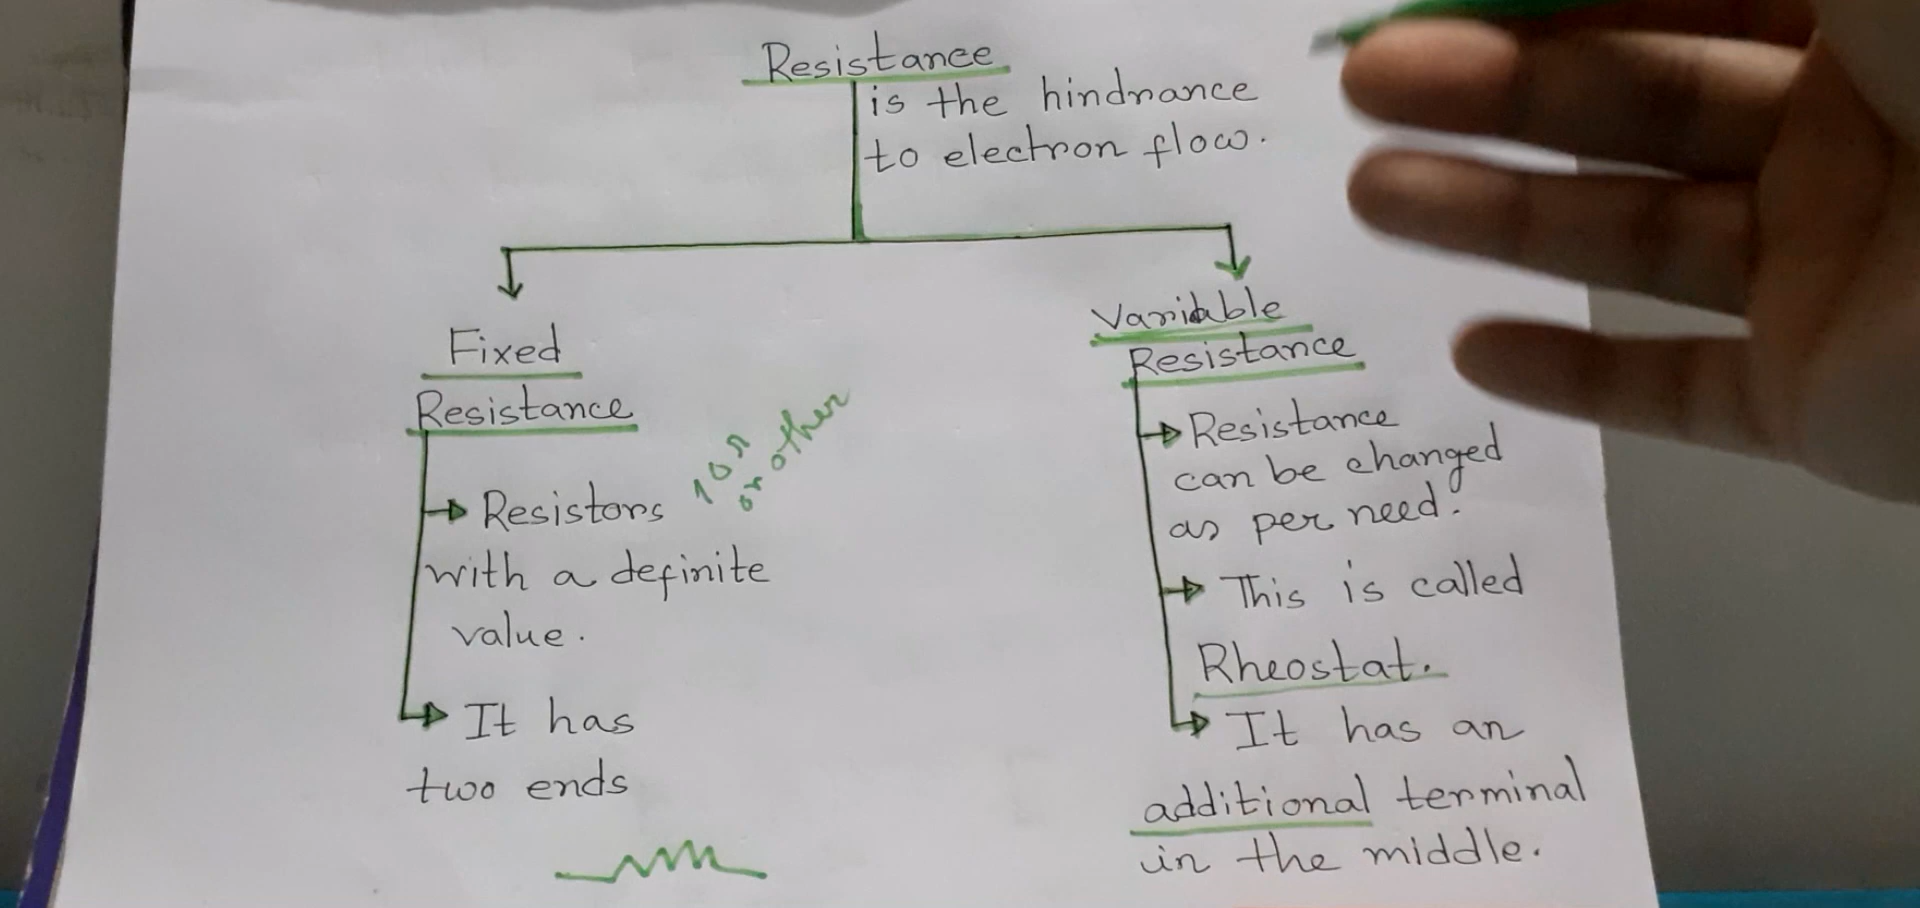 Resistance
is the hindrance
to electron flow.
Fixed
Resistance
Resistors
with a definite
value.
It has
two ends
10Ω
or other
Variable
Resistance
Resistance
can be changed
as per need.
This is called
Rheostat.
It has an
additional terminal
in the middle.